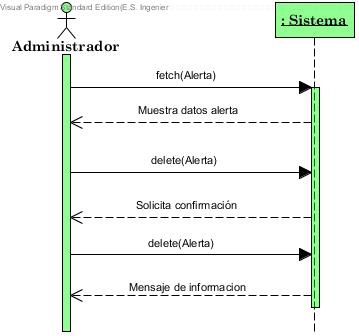 Visual Paradigm Standard Edition(E.S. Ingenier
: Sistema
Administrador
fetch(Alerta)
Muestra datos alerta
delete(Alerta)
Solicita confirmación
delete(Alerta)
Mensaje de informacion